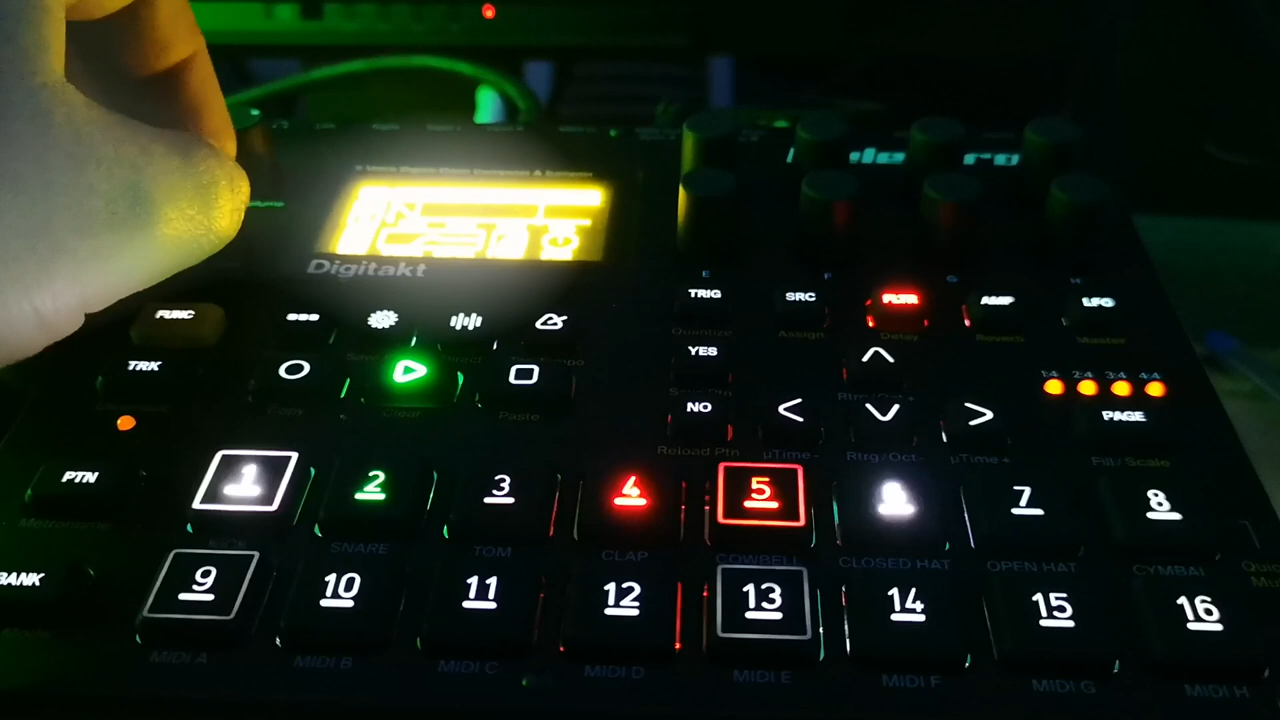 Digitakt
E F G H
TRIG SRC FLTR AMP LFO
Quantize Assign Delay Reverb Master
FUNC
YES
TRK
1:4 2:4 3:4 4:4
Copy Clear Paste
NO
PAGE
Reload Ptn µTime- Rtrg/Oct- µTime+ Fill/Scale
PTN
Metronome
1 2 3 4 5 6 7 8
KICK SNARE TOM CLAP COWBELL CLOSED HAT OPEN HAT CYMBAL
BANK
9 10 11 12 13 14 15 16
MIDI A MIDI B MIDI C MIDI D MIDI E MIDI F MIDI G MIDI H